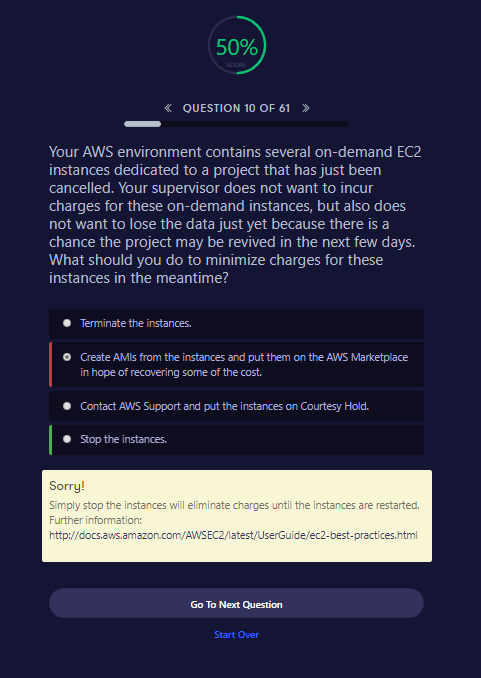 50%
SCORE
« QUESTION 10 OF 61 »
Your AWS environment contains several on-demand EC2
instances dedicated to a project that has just been
cancelled. Your supervisor does not want to incur
charges for these on-demand instances, but also does
not want to lose the data just yet because there is a
chance the project may be revived in the next few days.
What should you do to minimize charges for these
instances in the meantime?
Terminate the instances.
Create AMIs from the instances and put them on the AWS Marketplace
in hope of recovering some of the cost.
Contact AWS Support and put the instances on Courtesy Hold.
Stop the instances.
Sorry!
Simply stop the instances will eliminate charges until the instances are restarted.
Further information:
http://docs.aws.amazon.com/AWSEC2/latest/UserGuide/ec2-best-practices.html
Go To Next Question
Start Over